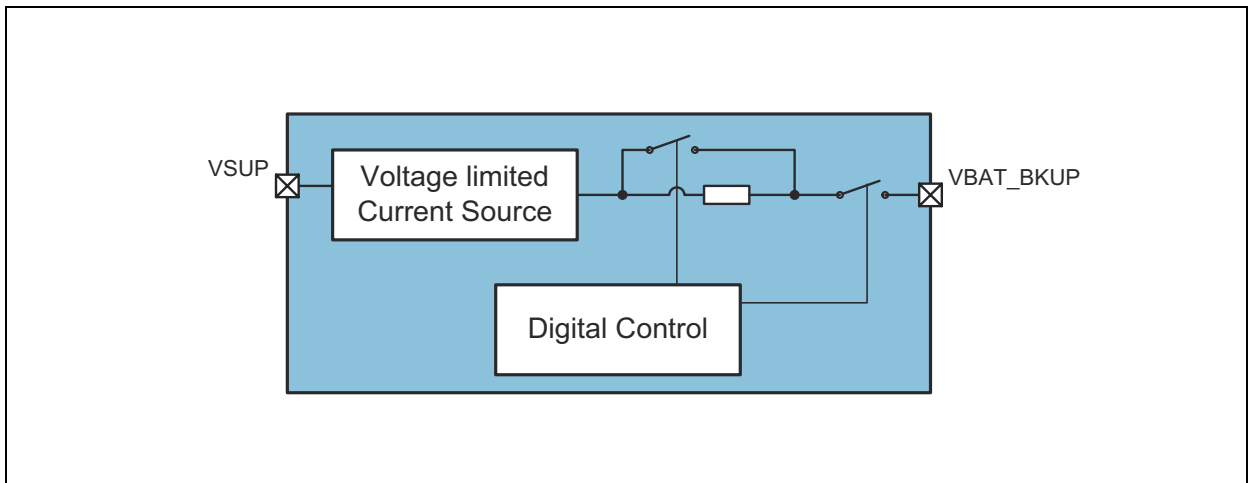 VSUP
Voltage limited
Current Source
VBAT_BKUP
Digital Control